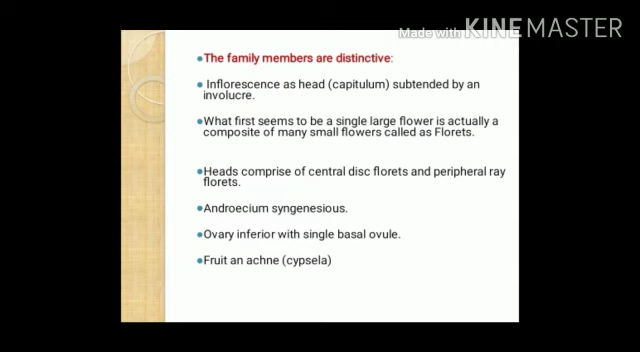 Made with KINEMASTER
The family members are distinctive:
Inflorescence as head (capitulum) subtended by an
involucre.
What first seems to be a single large flower is actually a
composite of many small flowers called as Florets.
Heads comprise of central disc florets and peripheral ray
florets.
Androecium syngenesious.
Ovary inferior with single basal ovule.
Fruit an achne (cypsela)